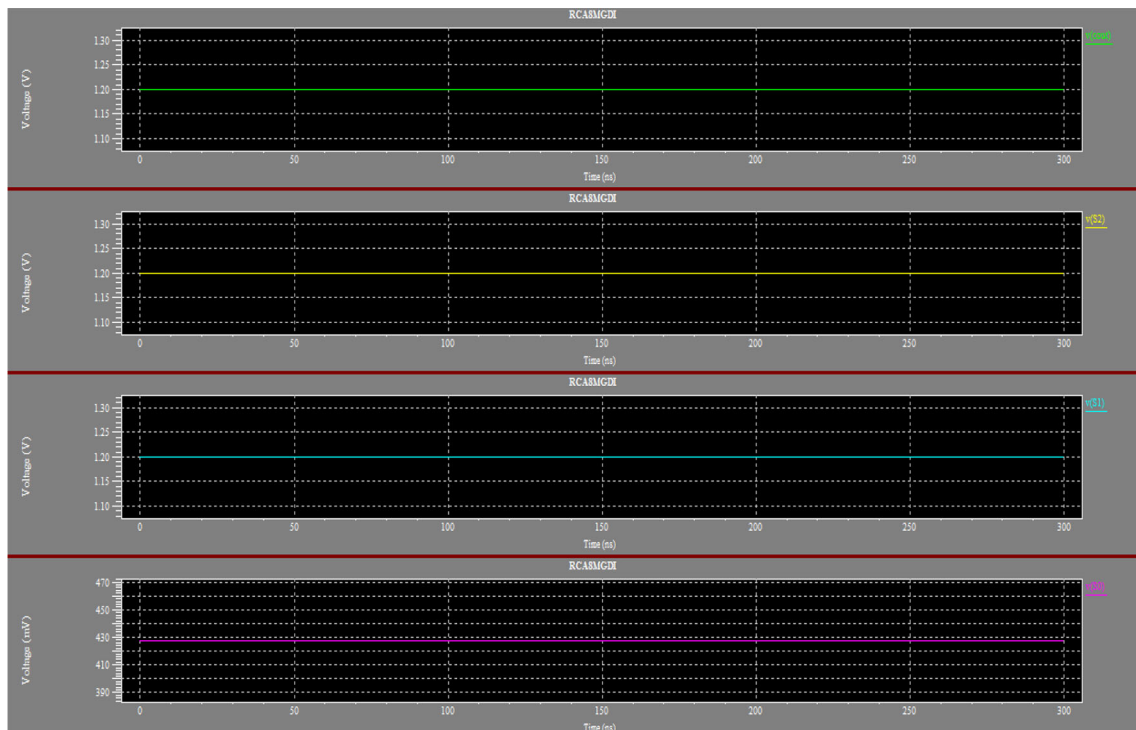 RCA8MGDI
v(cout)
Voltage (V)
1.30
1.25
1.20
1.15
1.10
0 50 100 150 200 250 300
Time (ns)
RCA8MGDI
v(S2)
Voltage (V)
1.30
1.25
1.20
1.15
1.10
0 50 100 150 200 250 300
Time (ns)
RCA8MGDI
v(S1)
Voltage (V)
1.30
1.25
1.20
1.15
1.10
0 50 100 150 200 250 300
Time (ns)
RCA8MGDI
v(S0)
Voltage (mV)
470
450
430
410
390
0 50 100 150 200 250 300
Time (ns)